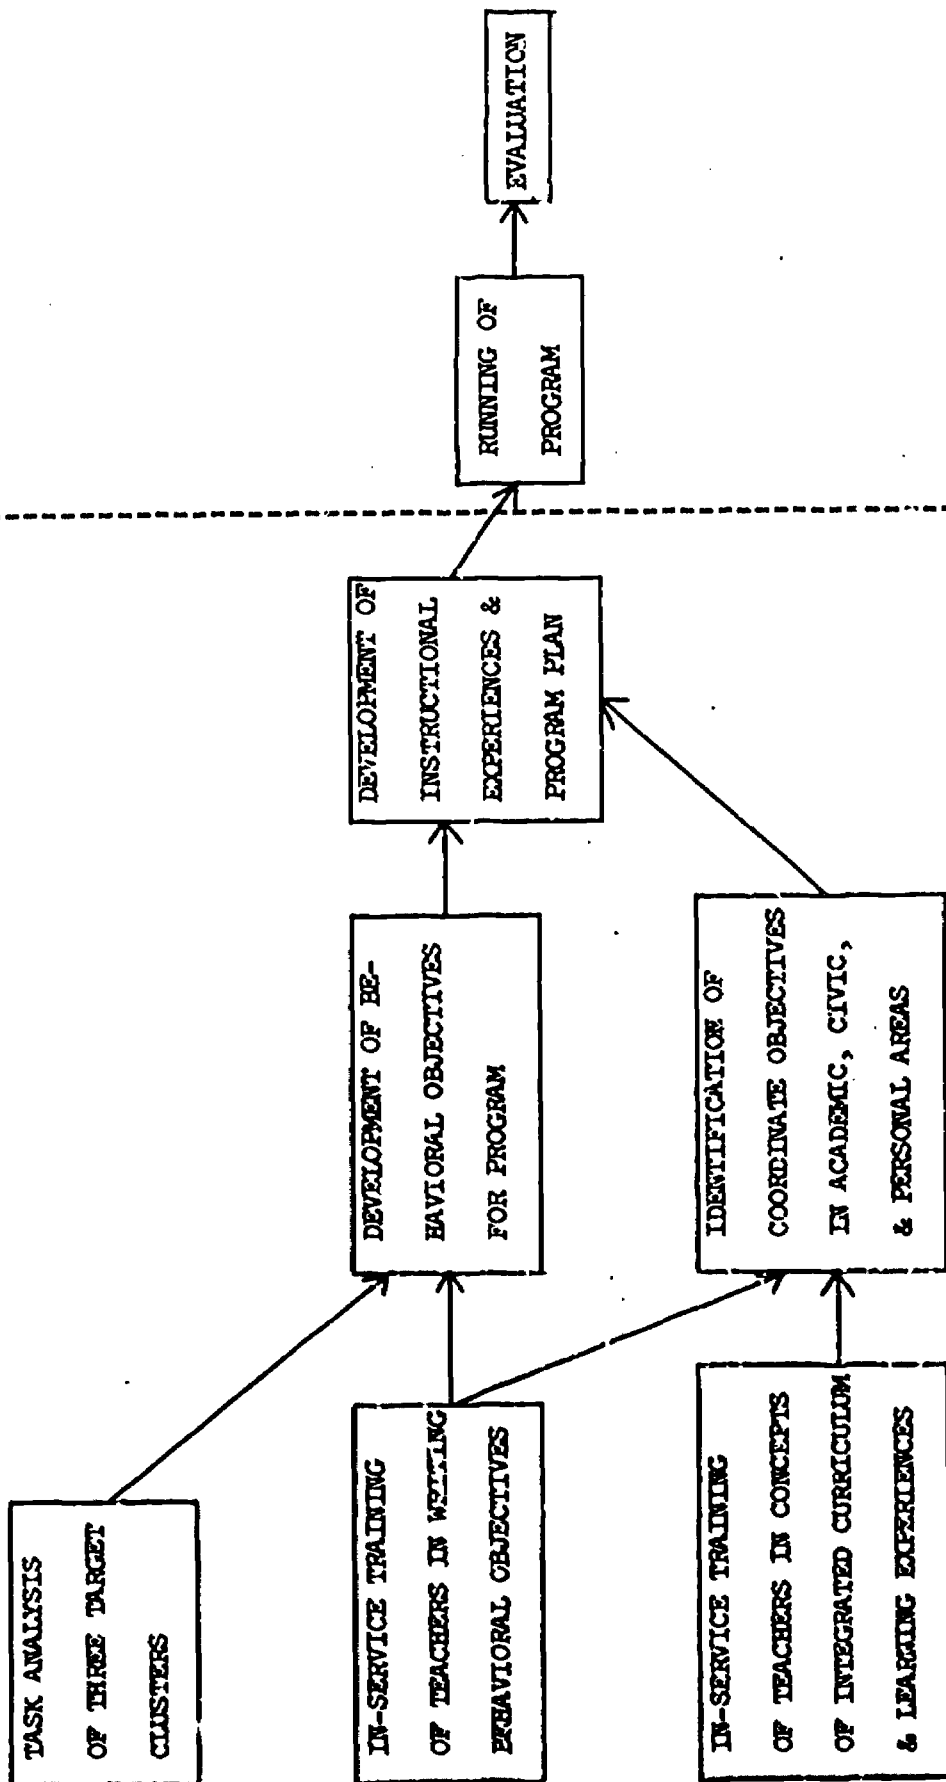 TASK ANALYSIS
OF THREE TARGET
CLUSTERS
IN-SERVICE TRAINING
OF TEACHERS IN WRITING
BEHAVIORAL OBJECTIVES
IN-SERVICE TRAINING
OF TEACHERS IN CONCEPTS
OF INTEGRATED CURRICULUM
& LEARNING EXPERIENCES
DEVELOPMENT OF BE-
HAVIORAL OBJECTIVES
FOR PROGRAM
IDENTIFICATION OF
COORDINATE OBJECTIVES
IN ACADEMIC, CIVIC,
& PERSONAL AREAS
DEVELOPMENT OF
INSTRUCTIONAL
EXPERIENCES &
PROGRAM PLAN
RUNNING OF
PROGRAM
EVALUATION